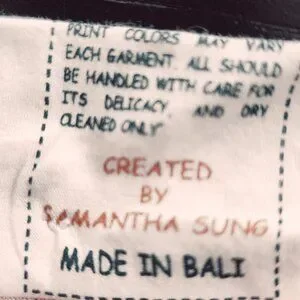 PRINT COLORS MAY VARY
EACH GARMENT. ALL SHOULD
BE HANDLED WITH CARE FOR
ITS DELICACY. AND DRY
CLEANED ONLY
CREATED
BY
SAMANTHA SUNG
MADE IN BALI